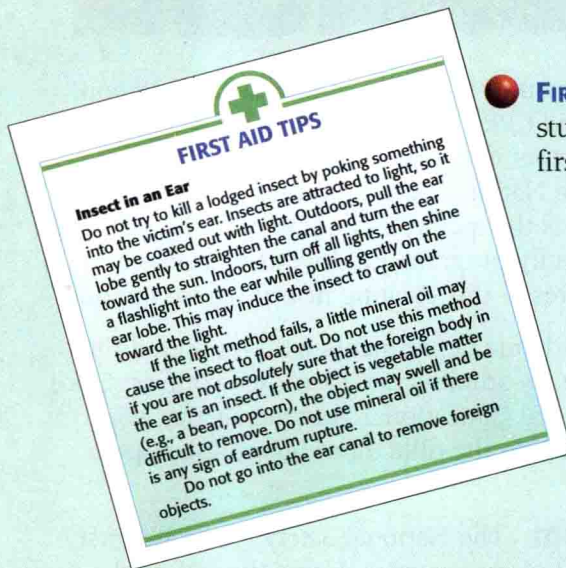 FIRST AID TIPS
Insect in an Ear
Do not try to kill a lodged insect by poking something
into the victim's ear. Insects are attracted to light, so it
may be coaxed out with light. Outdoors, pull the ear
lobe gently to straighten the canal and turn the ear
toward the sun. Indoors, turn off all lights, then shine
a flashlight into the ear while pulling gently on the
ear lobe. This may induce the insect to crawl out
toward the light.
If the light method fails, a little mineral oil may
cause the insect to float out. Do not use this method
if you are not absolutely sure that the foreign body in
the ear is an insect. If the object is vegetable matter
(e.g., a bean, popcorn), the object may swell and be
difficult to remove. Do not use mineral oil if there
is any sign of eardrum rupture.
Do not go into the ear canal to remove foreign
objects.